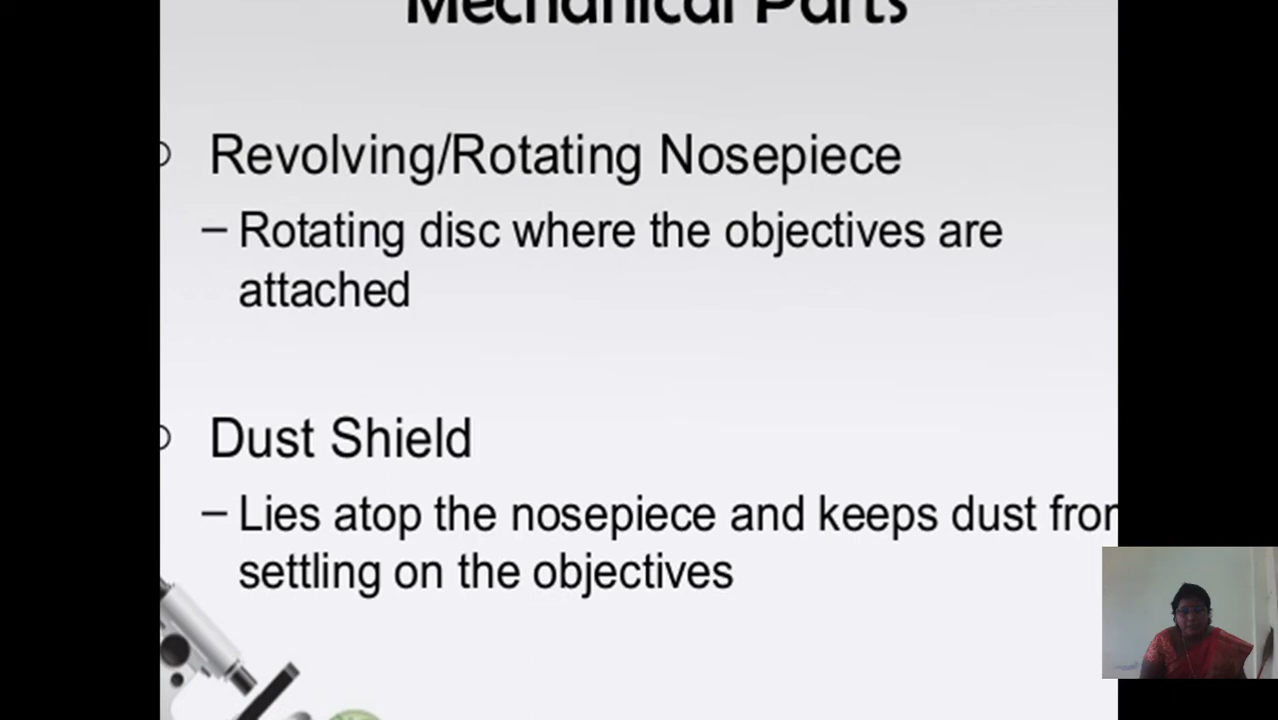 Mechanical Parts
Revolving/Rotating Nosepiece
– Rotating disc where the objectives are
attached
Dust Shield
– Lies atop the nosepiece and keeps dust from
settling on the objectives